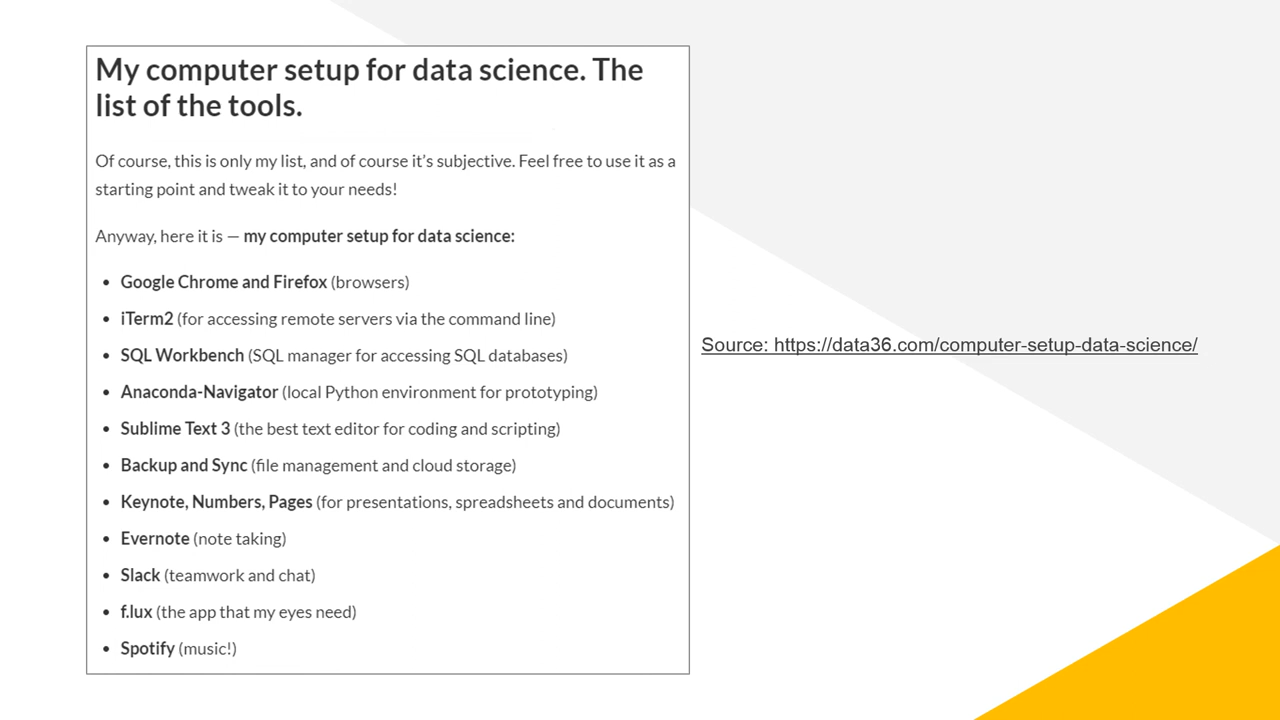 My computer setup for data science. The
list of the tools.
Of course, this is only my list, and of course it’s subjective. Feel free to use it as a
starting point and tweak it to your needs!
Anyway, here it is — my computer setup for data science:
• Google Chrome and Firefox (browsers)
• iTerm2 (for accessing remote servers via the command line)
• SQL Workbench (SQL manager for accessing SQL databases)
• Anaconda-Navigator (local Python environment for prototyping)
• Sublime Text 3 (the best text editor for coding and scripting)
• Backup and Sync (file management and cloud storage)
• Keynote, Numbers, Pages (for presentations, spreadsheets and documents)
• Evernote (note taking)
• Slack (teamwork and chat)
• f.lux (the app that my eyes need)
• Spotify (music!)
Source: https://data36.com/computer-setup-data-science/